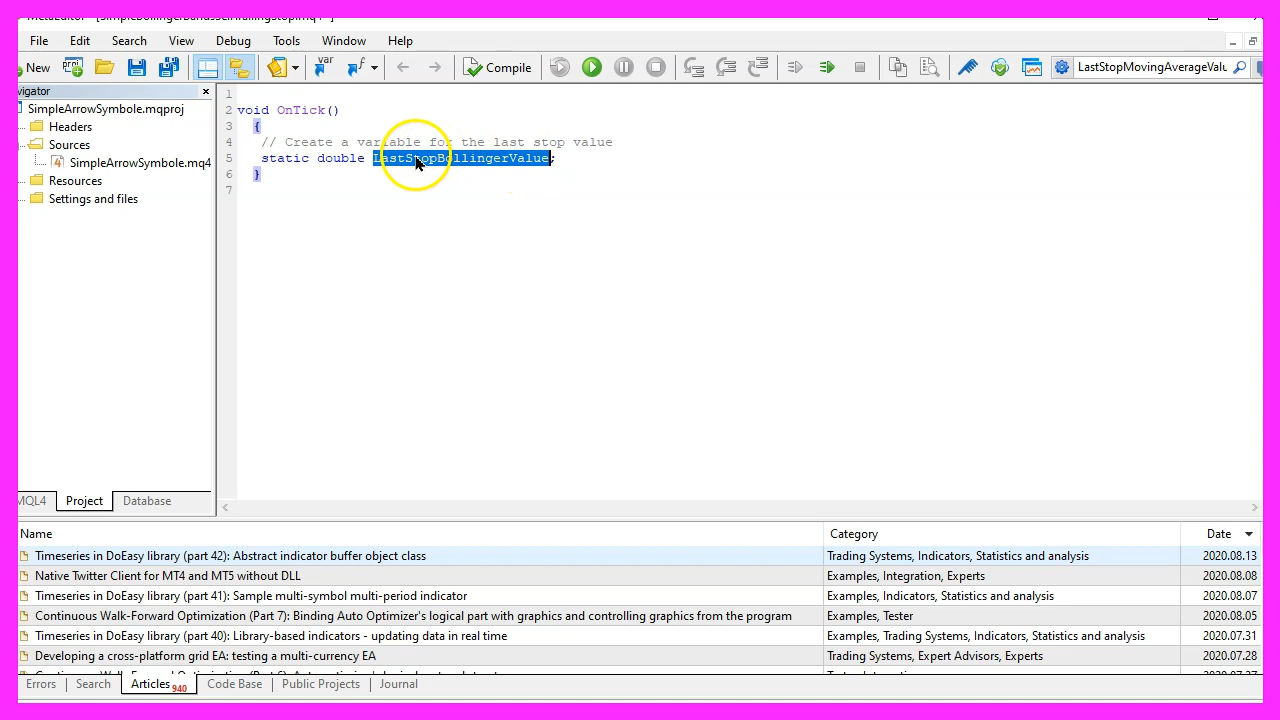 MetaEditor - [SimpleBollingerBandsSellTrailingStop.mq4 *]
File Edit Search View Debug Tools Window Help
New var Compile LastStopMovingAverageValu
vigator
SimpleArrowSymbole.mqproj
Headers
Sources
SimpleArrowSymbole.mq4
Resources
Settings and files
MQL4 Project Database
1
2 void OnTick()
3 {
4 // Create a variable for the last stop value
5 static double LastStopBollingerValue;
6 }
7
Name Category Date
Timeseries in DoEasy library (part 42): Abstract indicator buffer object class Trading Systems, Indicators, Statistics and analysis 2020.08.13
Native Twitter Client for MT4 and MT5 without DLL Examples, Integration, Experts 2020.08.08
Timeseries in DoEasy library (part 41): Sample multi-symbol multi-period indicator Examples, Indicators, Statistics and analysis 2020.08.07
Continuous Walk-Forward Optimization (Part 7): Binding Auto Optimizer's logical part with graphics and controlling graphics from the program Examples, Tester 2020.08.05
Timeseries in DoEasy library (part 40): Library-based indicators - updating data in real time Examples, Trading Systems, Indicators, Statistics and analysis 2020.07.31
Developing a cross-platform grid EA: testing a multi-currency EA Trading Systems, Expert Advisors, Experts 2020.07.28
Errors Search Articles 940 Code Base Public Projects Journal